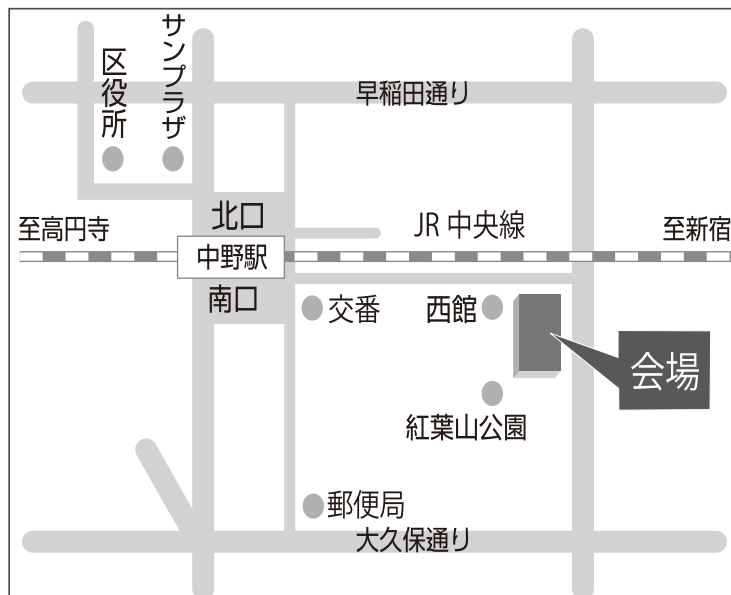 サンプラザ
区役所
早稲田通り
北口
JR 中央線
至高円寺
至新宿
中野駅
南口
交番
西館
会場
紅葉山公園
郵便局
大久保通り